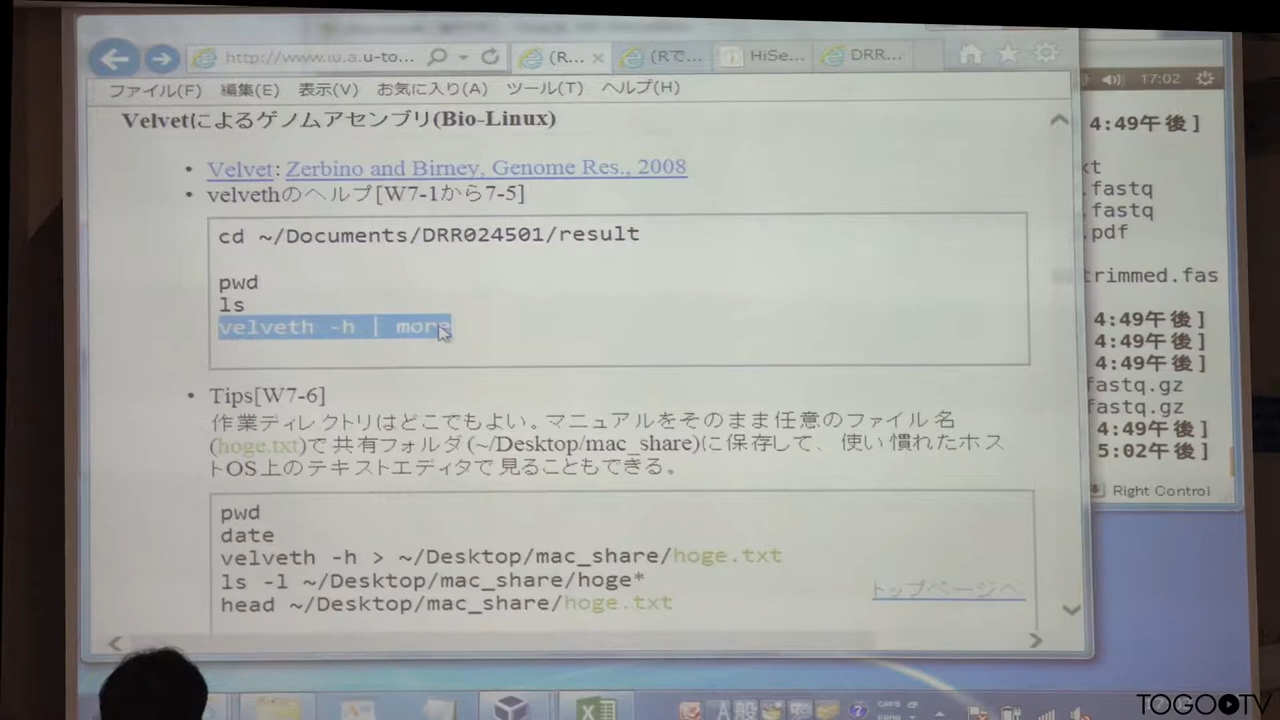 http://www.iu.a.u-to...
(R...
(Rで...
HiSe...
DRR...
ファイル(F) 編集(E) 表示(V) お気に入り(A) ツール(T) ヘルプ(H)
Velvetによるゲノムアセンブリ(Bio-Linux)
• Velvet: Zerbino and Birney, Genome Res., 2008
• velvethのヘルプ[W7-1から7-5]
cd ~/Documents/DRR024501/result
pwd
ls
velveth -h | more
• Tips[W7-6]
作業ディレクトリはどこでもよい。マニュアルをそのまま任意のファイル名
(hoge.txt)で共有フォルダ(~/Desktop/mac_share)に保存して、使い慣れたホス
トOS上のテキストエディタで見ることもできる。
pwd
date
velveth -h > ~/Desktop/mac_share/hoge.txt
ls -l ~/Desktop/mac_share/hoge*
head ~/Desktop/mac_share/hoge.txt
トップページへ
17:02
4:49午後]
xt
.fastq
.fastq
.pdf
trimmed.fas
4:49午後]
4:49午後]
4:49午後]
fastq.gz
fastq.gz
4:49午後]
5:02午後]
Right Control
A 般
CAPS
TOGOTV